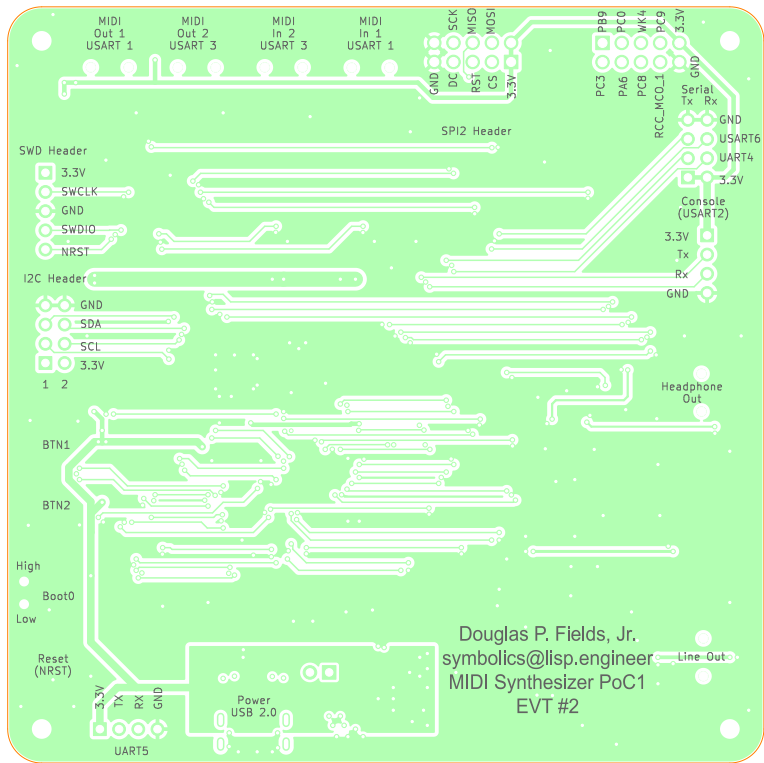 MIDI
Out 1
USART 1
MIDI
Out 2
USART 3
MIDI
In 2
USART 3
MIDI
In 1
USART 1
SCK
MISO
MOSI
GND
DC
RST
CS
3.3V
SPI2 Header
PB9
PC0
WK4
PC9
3.3V
PC3
PA6
PC8
RCC_MCO_1
GND
Serial
Tx Rx
GND
USART6
UART4
3.3V
Console
(USART2)
3.3V
Tx
Rx
GND
SWD Header
3.3V
SWCLK
GND
SWDIO
NRST
I2C Header
GND
SDA
SCL
3.3V
1 2
Headphone
Out
BTN1
BTN2
High
Boot0
Low
Reset
(NRST)
3.3V
TX
RX
GND
UART5
Power
USB 2.0
Douglas P. Fields, Jr.
symbolics@lisp.engineer
MIDI Synthesizer PoC1
EVT #2
Line Out